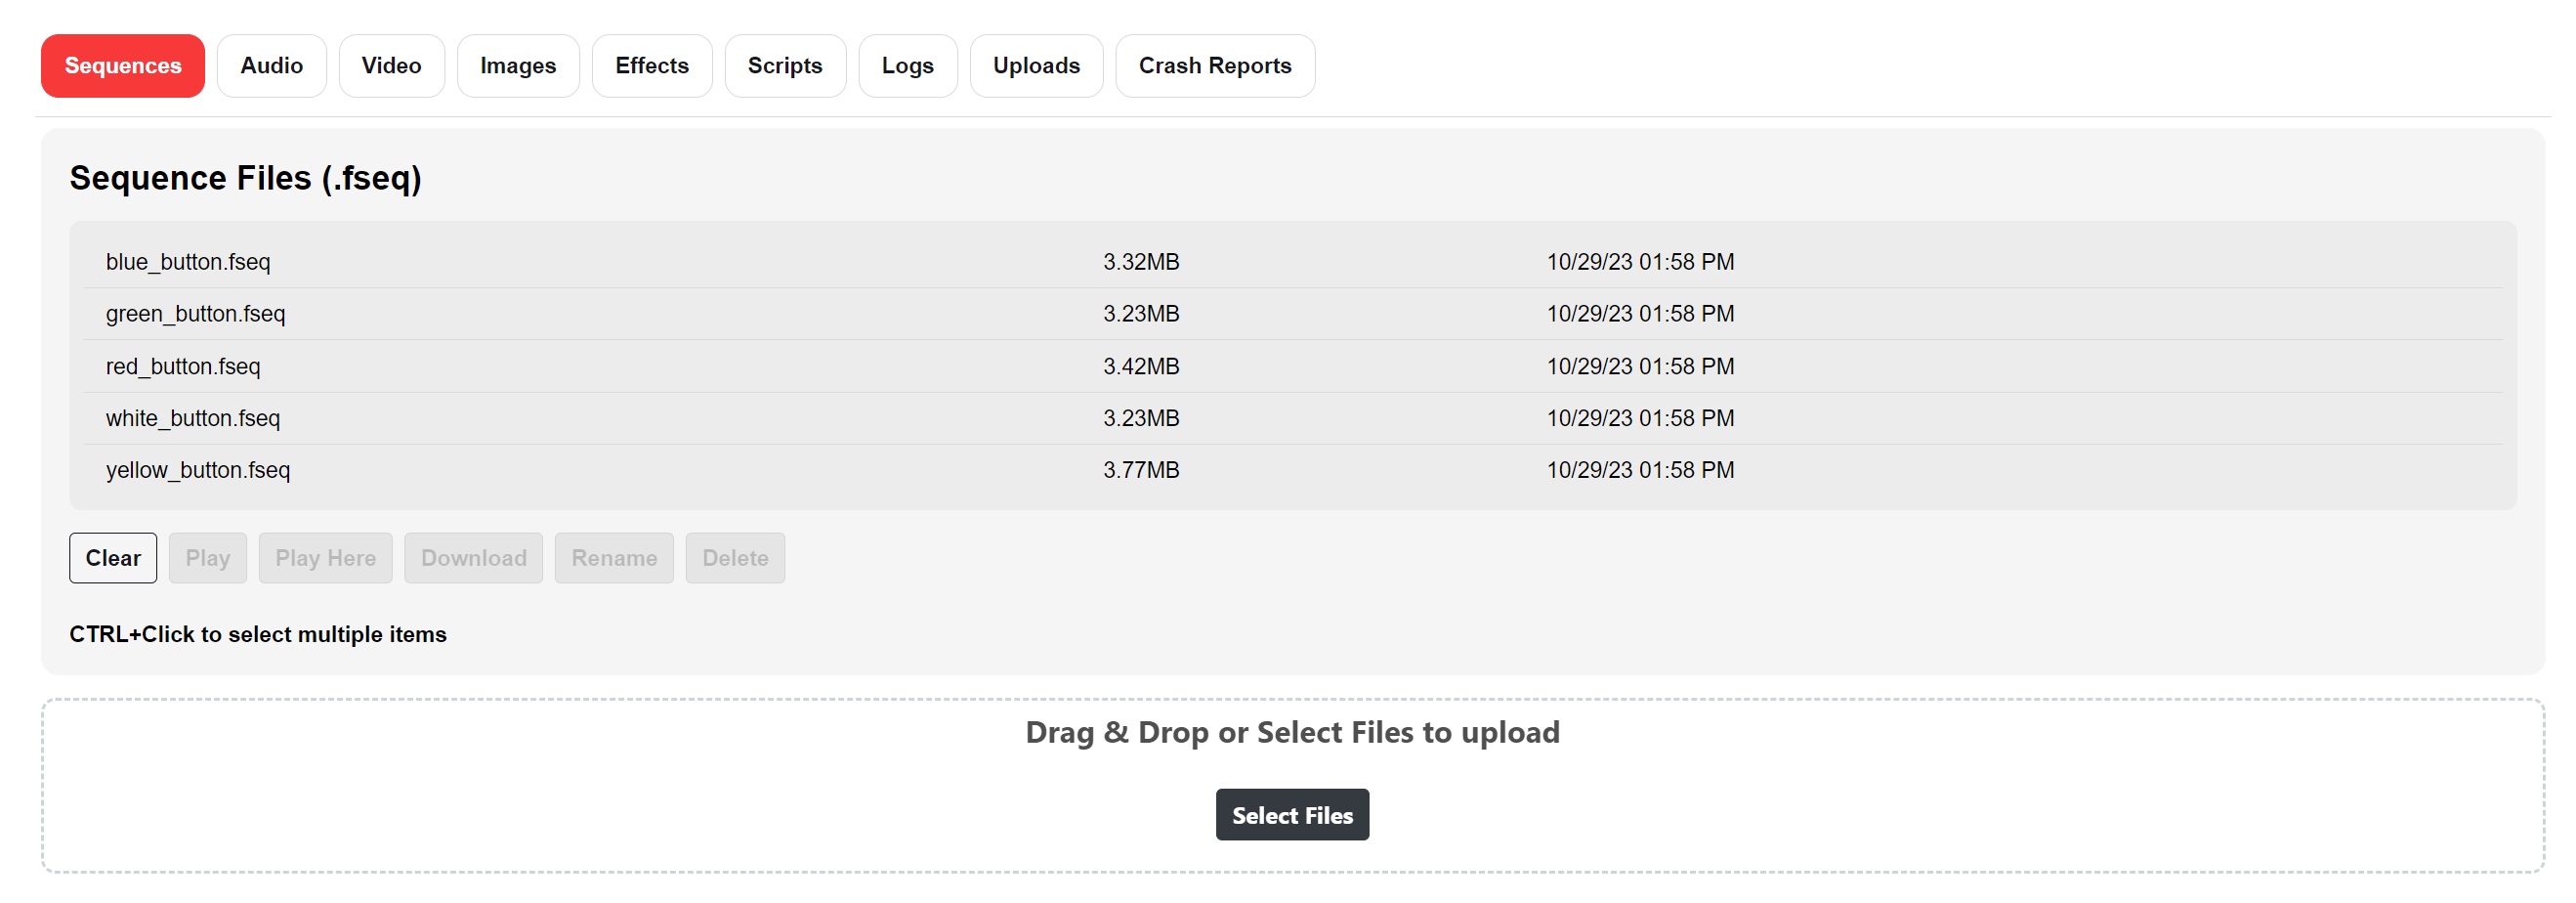 Sequences Audio Video Images Effects Scripts Logs Uploads Crash Reports
Sequence Files (.fseq)
blue_button.fseq 3.32MB 10/29/23 01:58 PM
green_button.fseq 3.23MB 10/29/23 01:58 PM
red_button.fseq 3.42MB 10/29/23 01:58 PM
white_button.fseq 3.23MB 10/29/23 01:58 PM
yellow_button.fseq 3.77MB 10/29/23 01:58 PM
Clear Play Play Here Download Rename Delete
CTRL+Click to select multiple items
Drag & Drop or Select Files to upload
Select Files